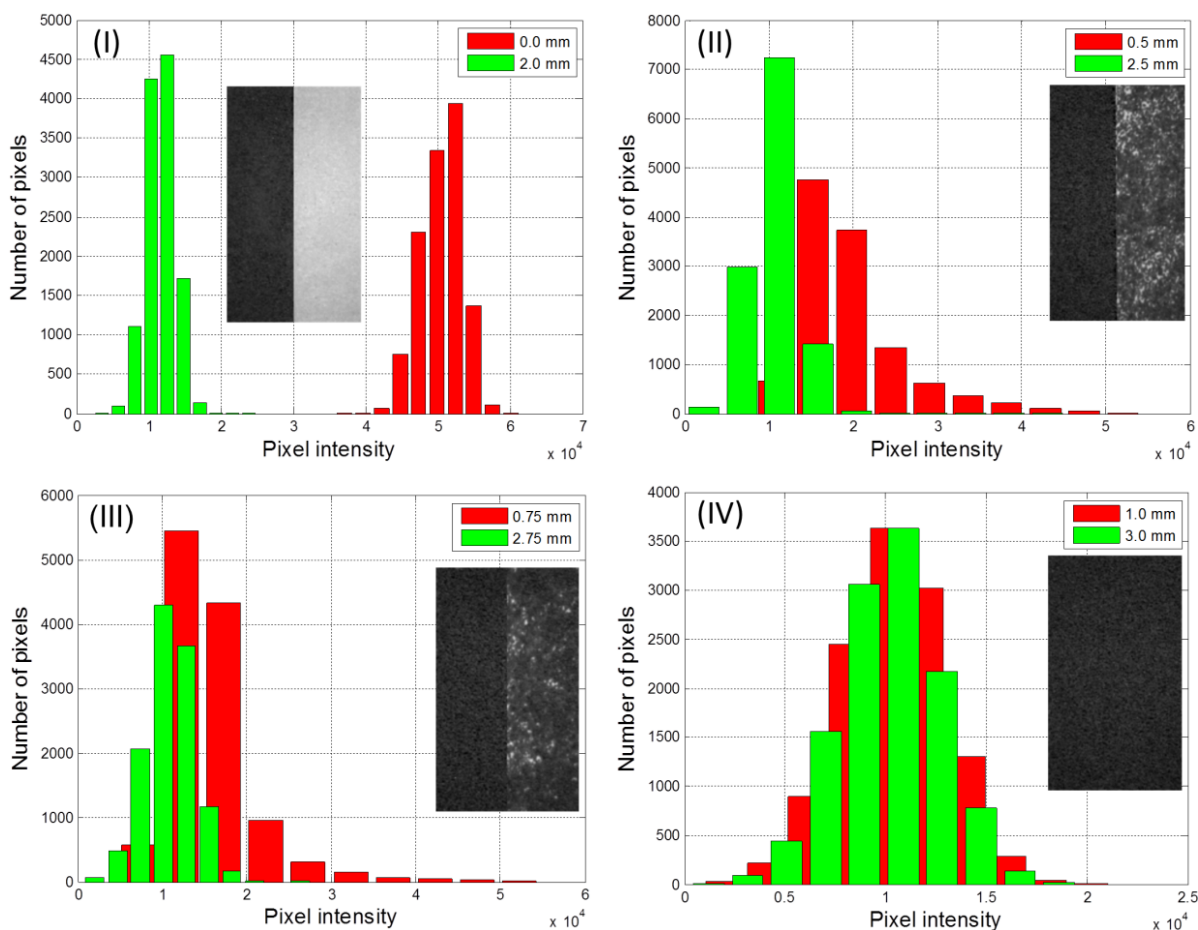 (I)
0.0 mm
2.0 mm
5000
4500
4000
3500
3000
2500
2000
1500
1000
500
0
Number of pixels
0 1 2 3 4 5 6 7
Pixel intensity
x 10^4
(II)
0.5 mm
2.5 mm
8000
7000
6000
5000
4000
3000
2000
1000
0
Number of pixels
0 1 2 3 4 5 6
Pixel intensity
x 10^4
(III)
0.75 mm
2.75 mm
6000
5000
4000
3000
2000
1000
0
Number of pixels
0 1 2 3 4 5 6
Pixel intensity
x 10^4
(IV)
1.0 mm
3.0 mm
4000
3500
3000
2500
2000
1500
1000
500
0
Number of pixels
0 0.5 1 1.5 2 2.5
Pixel intensity
x 10^4